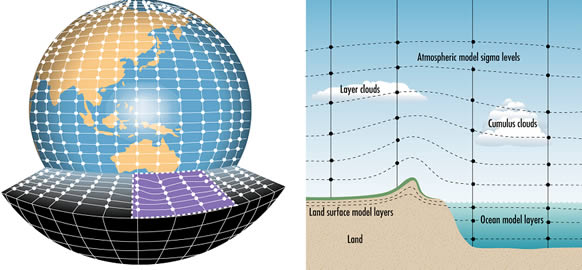 Atmospheric model sigma levels
Layer clouds
Cumulus clouds
Land surface model layers
Ocean model layers
Land